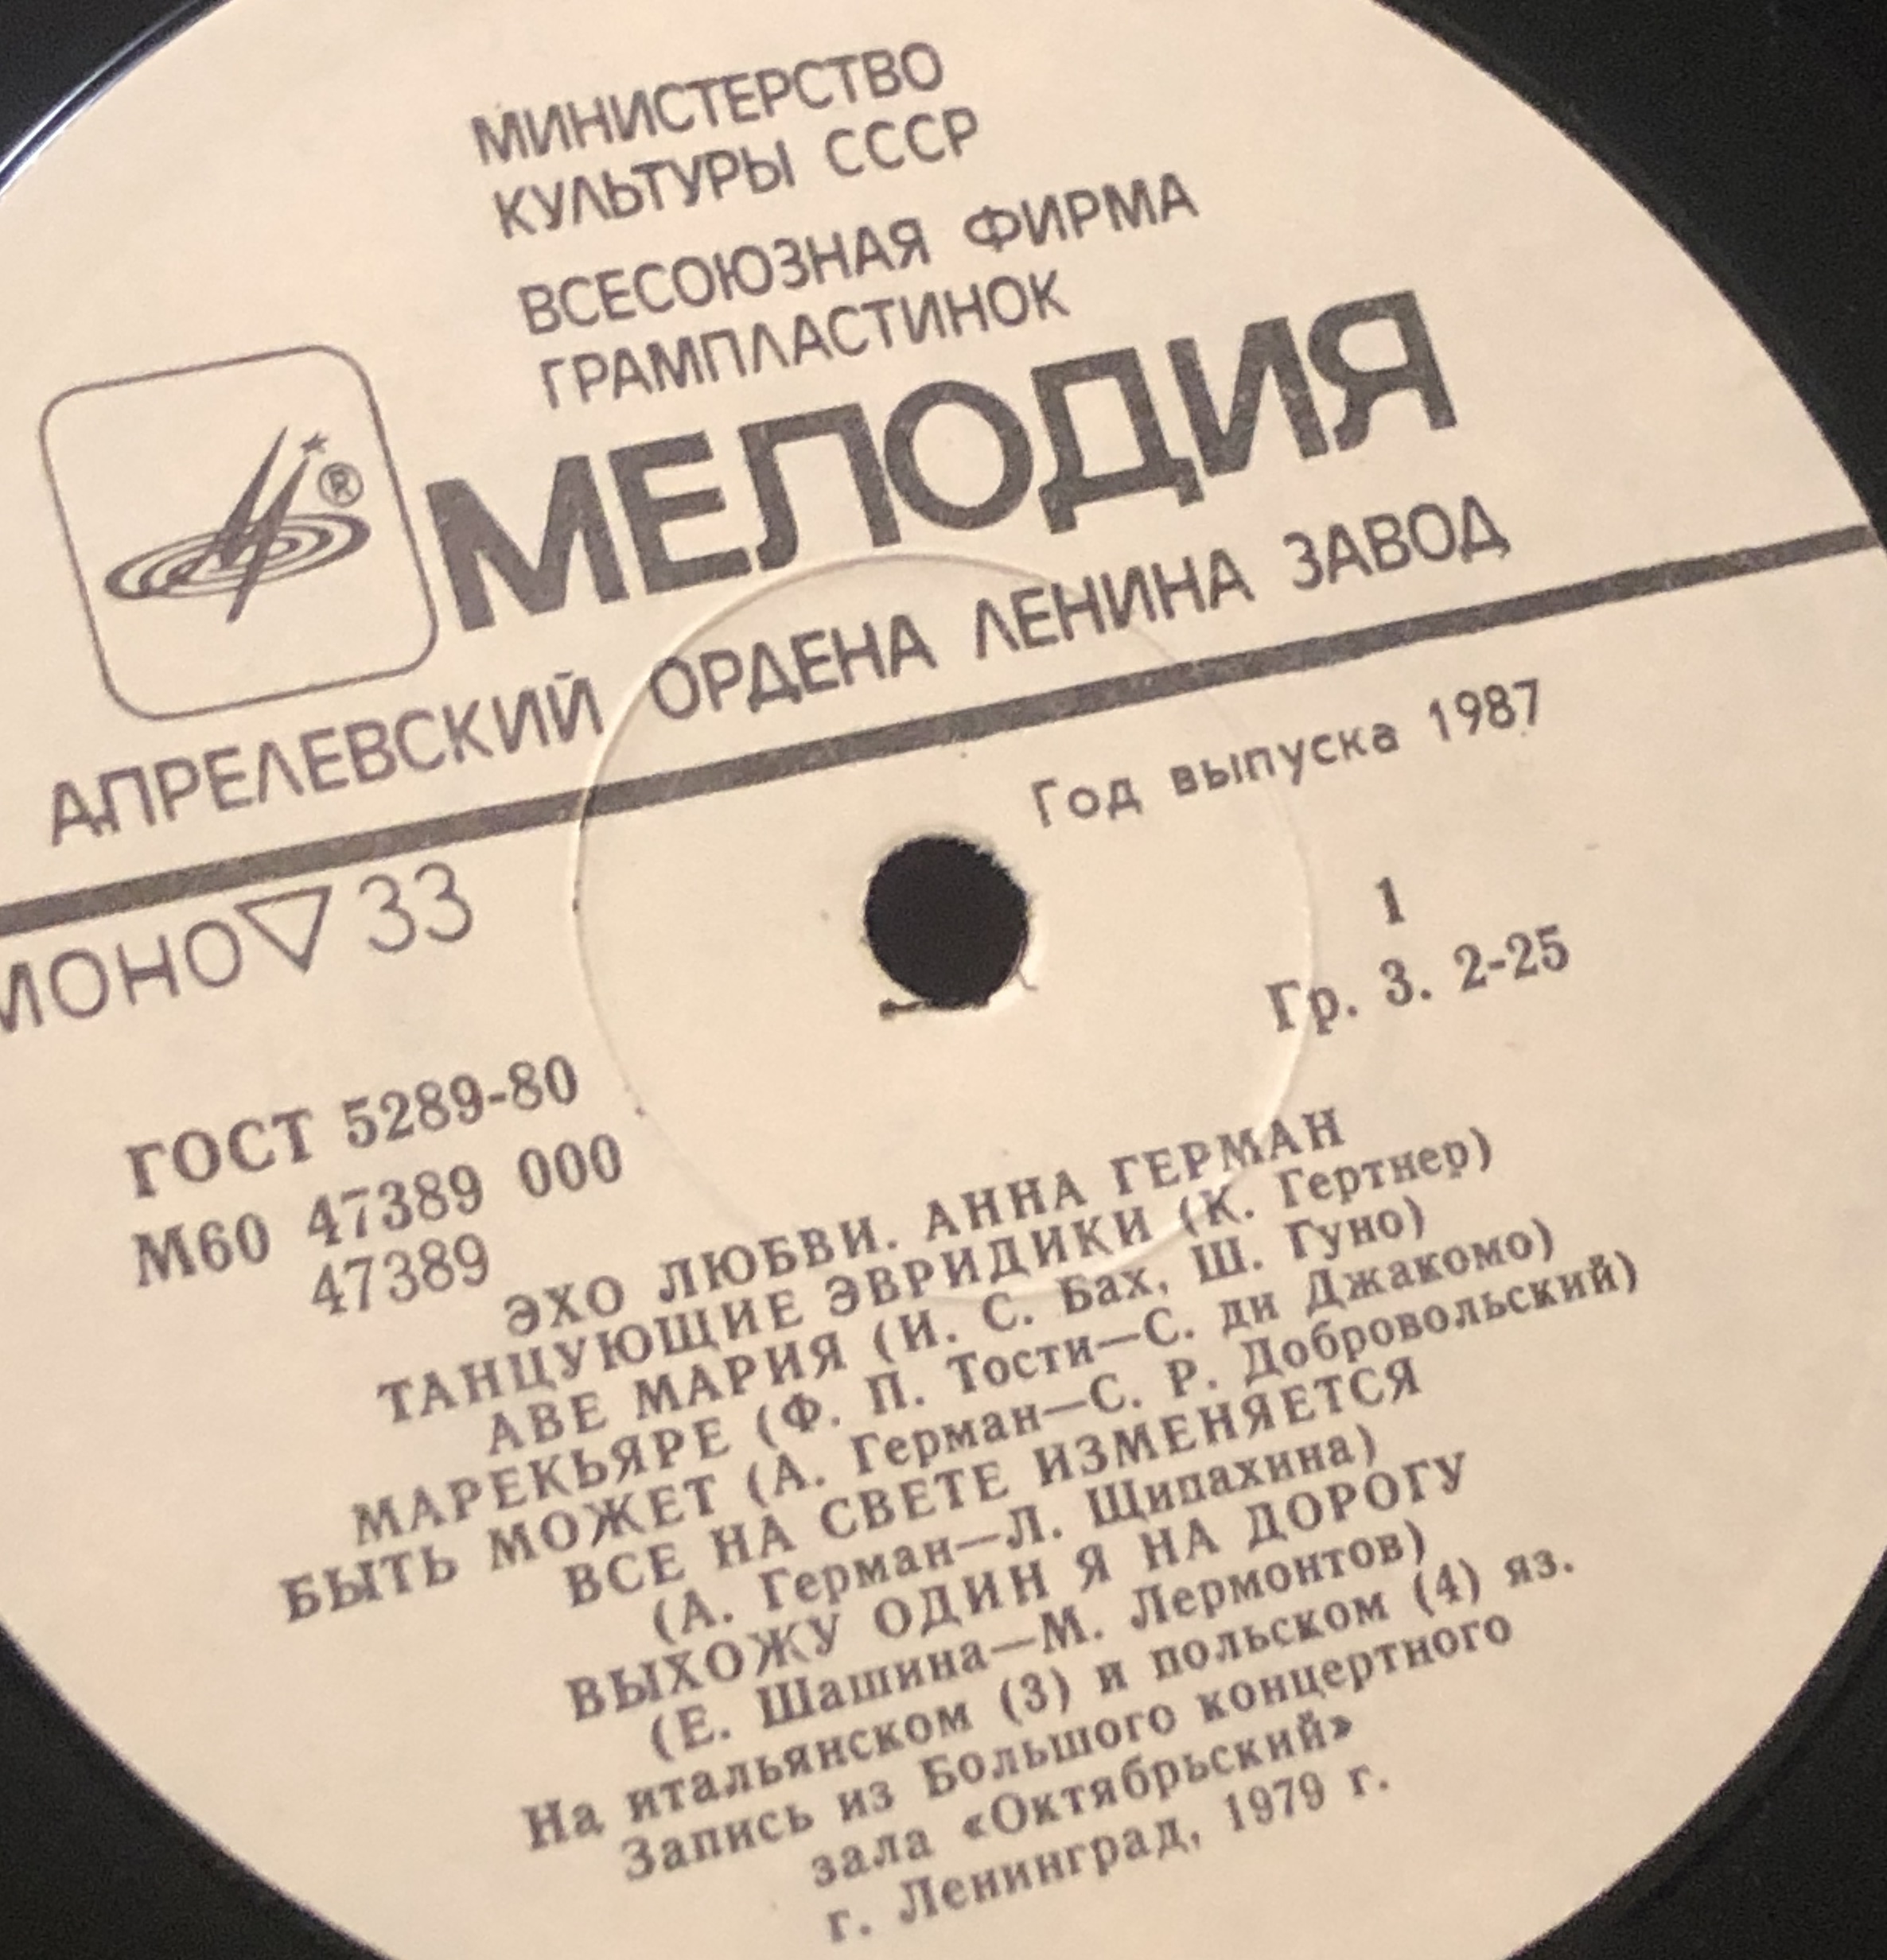 МИНИСТЕРСТВО
КУЛЬТУРЫ СССР
ВСЕСОЮЗНАЯ ФИРМА
ГРАМПЛАСТИНОК
®
МЕЛОДИЯ
АПРЕЛЕВСКИЙ ОРДЕНА ЛЕНИНА ЗАВОД
Год выпуска 1987
МОНО 33
1
Гр. 3. 2-25
ГОСТ 5289-80
М60 47389 000
47389
ЭХО ЛЮБВИ. АННА ГЕРМАН
ТАНЦУЮЩИЕ ЭВРИДИКИ (К. Гертнер)
АВЕ МАРИЯ (И. С. Бах, Ш. Гуно)
МАРЕКЬЯРЕ (Ф. П. Тости—С. ди Джакомо)
БЫТЬ МОЖЕТ (А. Герман—С. Р. Добровольский)
ВСЕ НА СВЕТЕ ИЗМЕНЯЕТСЯ
(А. Герман—Л. Щипахина)
ВЫХОЖУ ОДИН Я НА ДОРОГУ
(Е. Шашина—М. Лермонтов)
На итальянском (3) и польском (4) яз.
Запись из Большого концертного
зала «Октябрьский»
г. Ленинград, 1979 г.